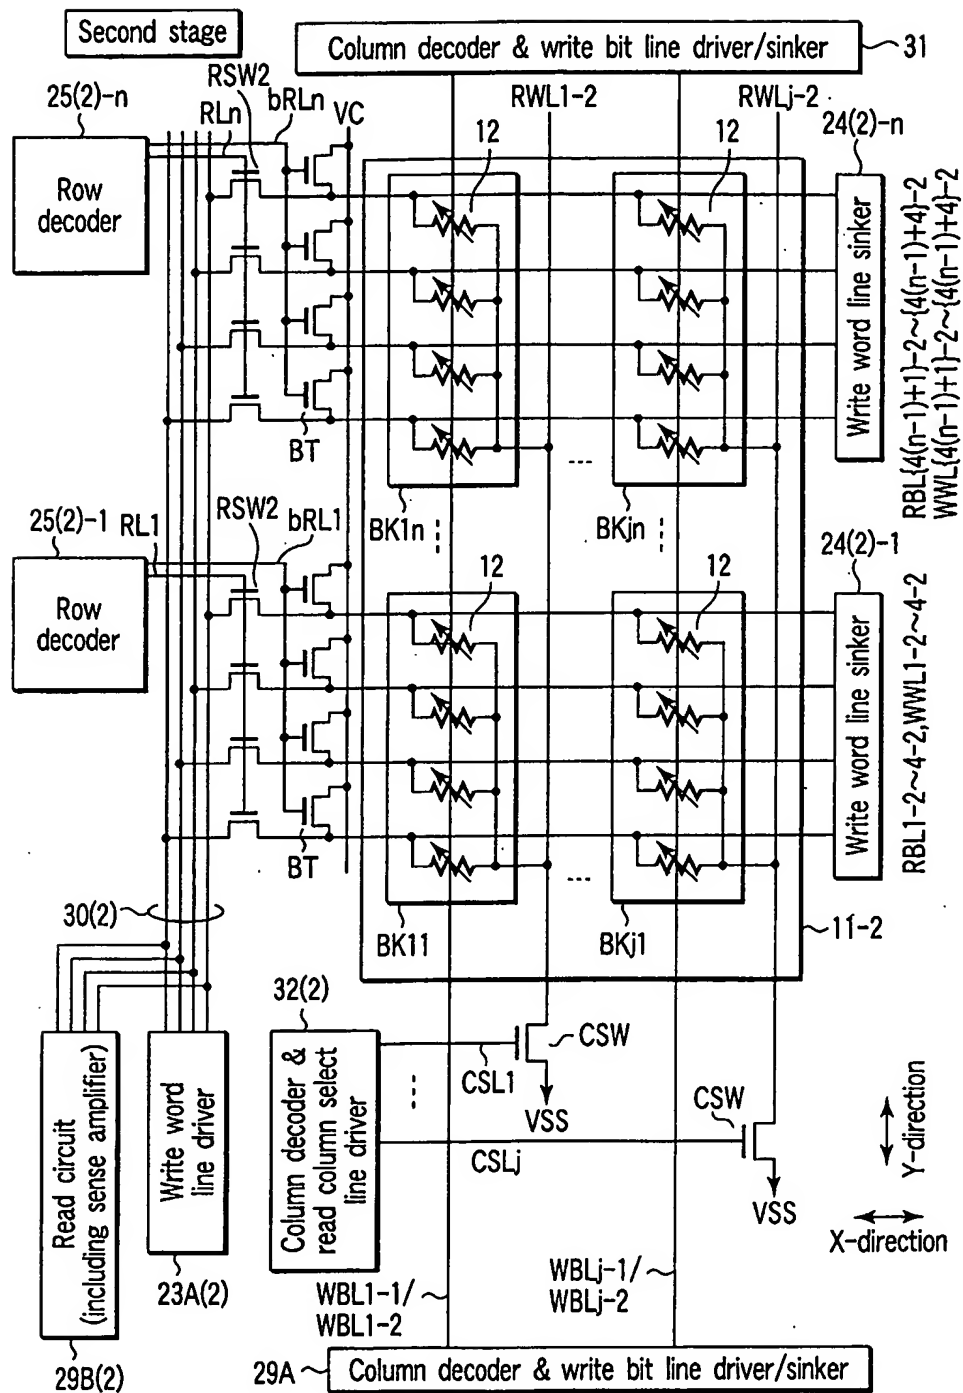 Second stage
Column decoder & write bit line driver/sinker
31
RSW2
25(2)-n
RLn
bRLn
VC
RWL1-2
RWLj-2
24(2)-n
12
12
Row
decoder
Write word line sinker
RBL{4(n-1)+1}-2~{4(n-1)+4}-2
WWL{4(n-1)+1}-2~{4(n-1)+4}-2
BT
BK1n
BKjn
25(2)-1
RL1
RSW2
bRL1
24(2)-1
12
12
Row
decoder
Write word line sinker
RBL1-2~4-2,WWL1-2~4-2
BT
30(2)
BK11
BKj1
11-2
32(2)
CSW
CSL1
VSS
CSW
CSLj
VSS
Read circuit
(including sense amplifier)
Write word
line driver
Column decoder &
read column select
line driver
Y-direction
X-direction
23A(2)
29B(2)
WBL1-1/
WBL1-2
WBLj-1/
WBLj-2
29A
Column decoder & write bit line driver/sinker